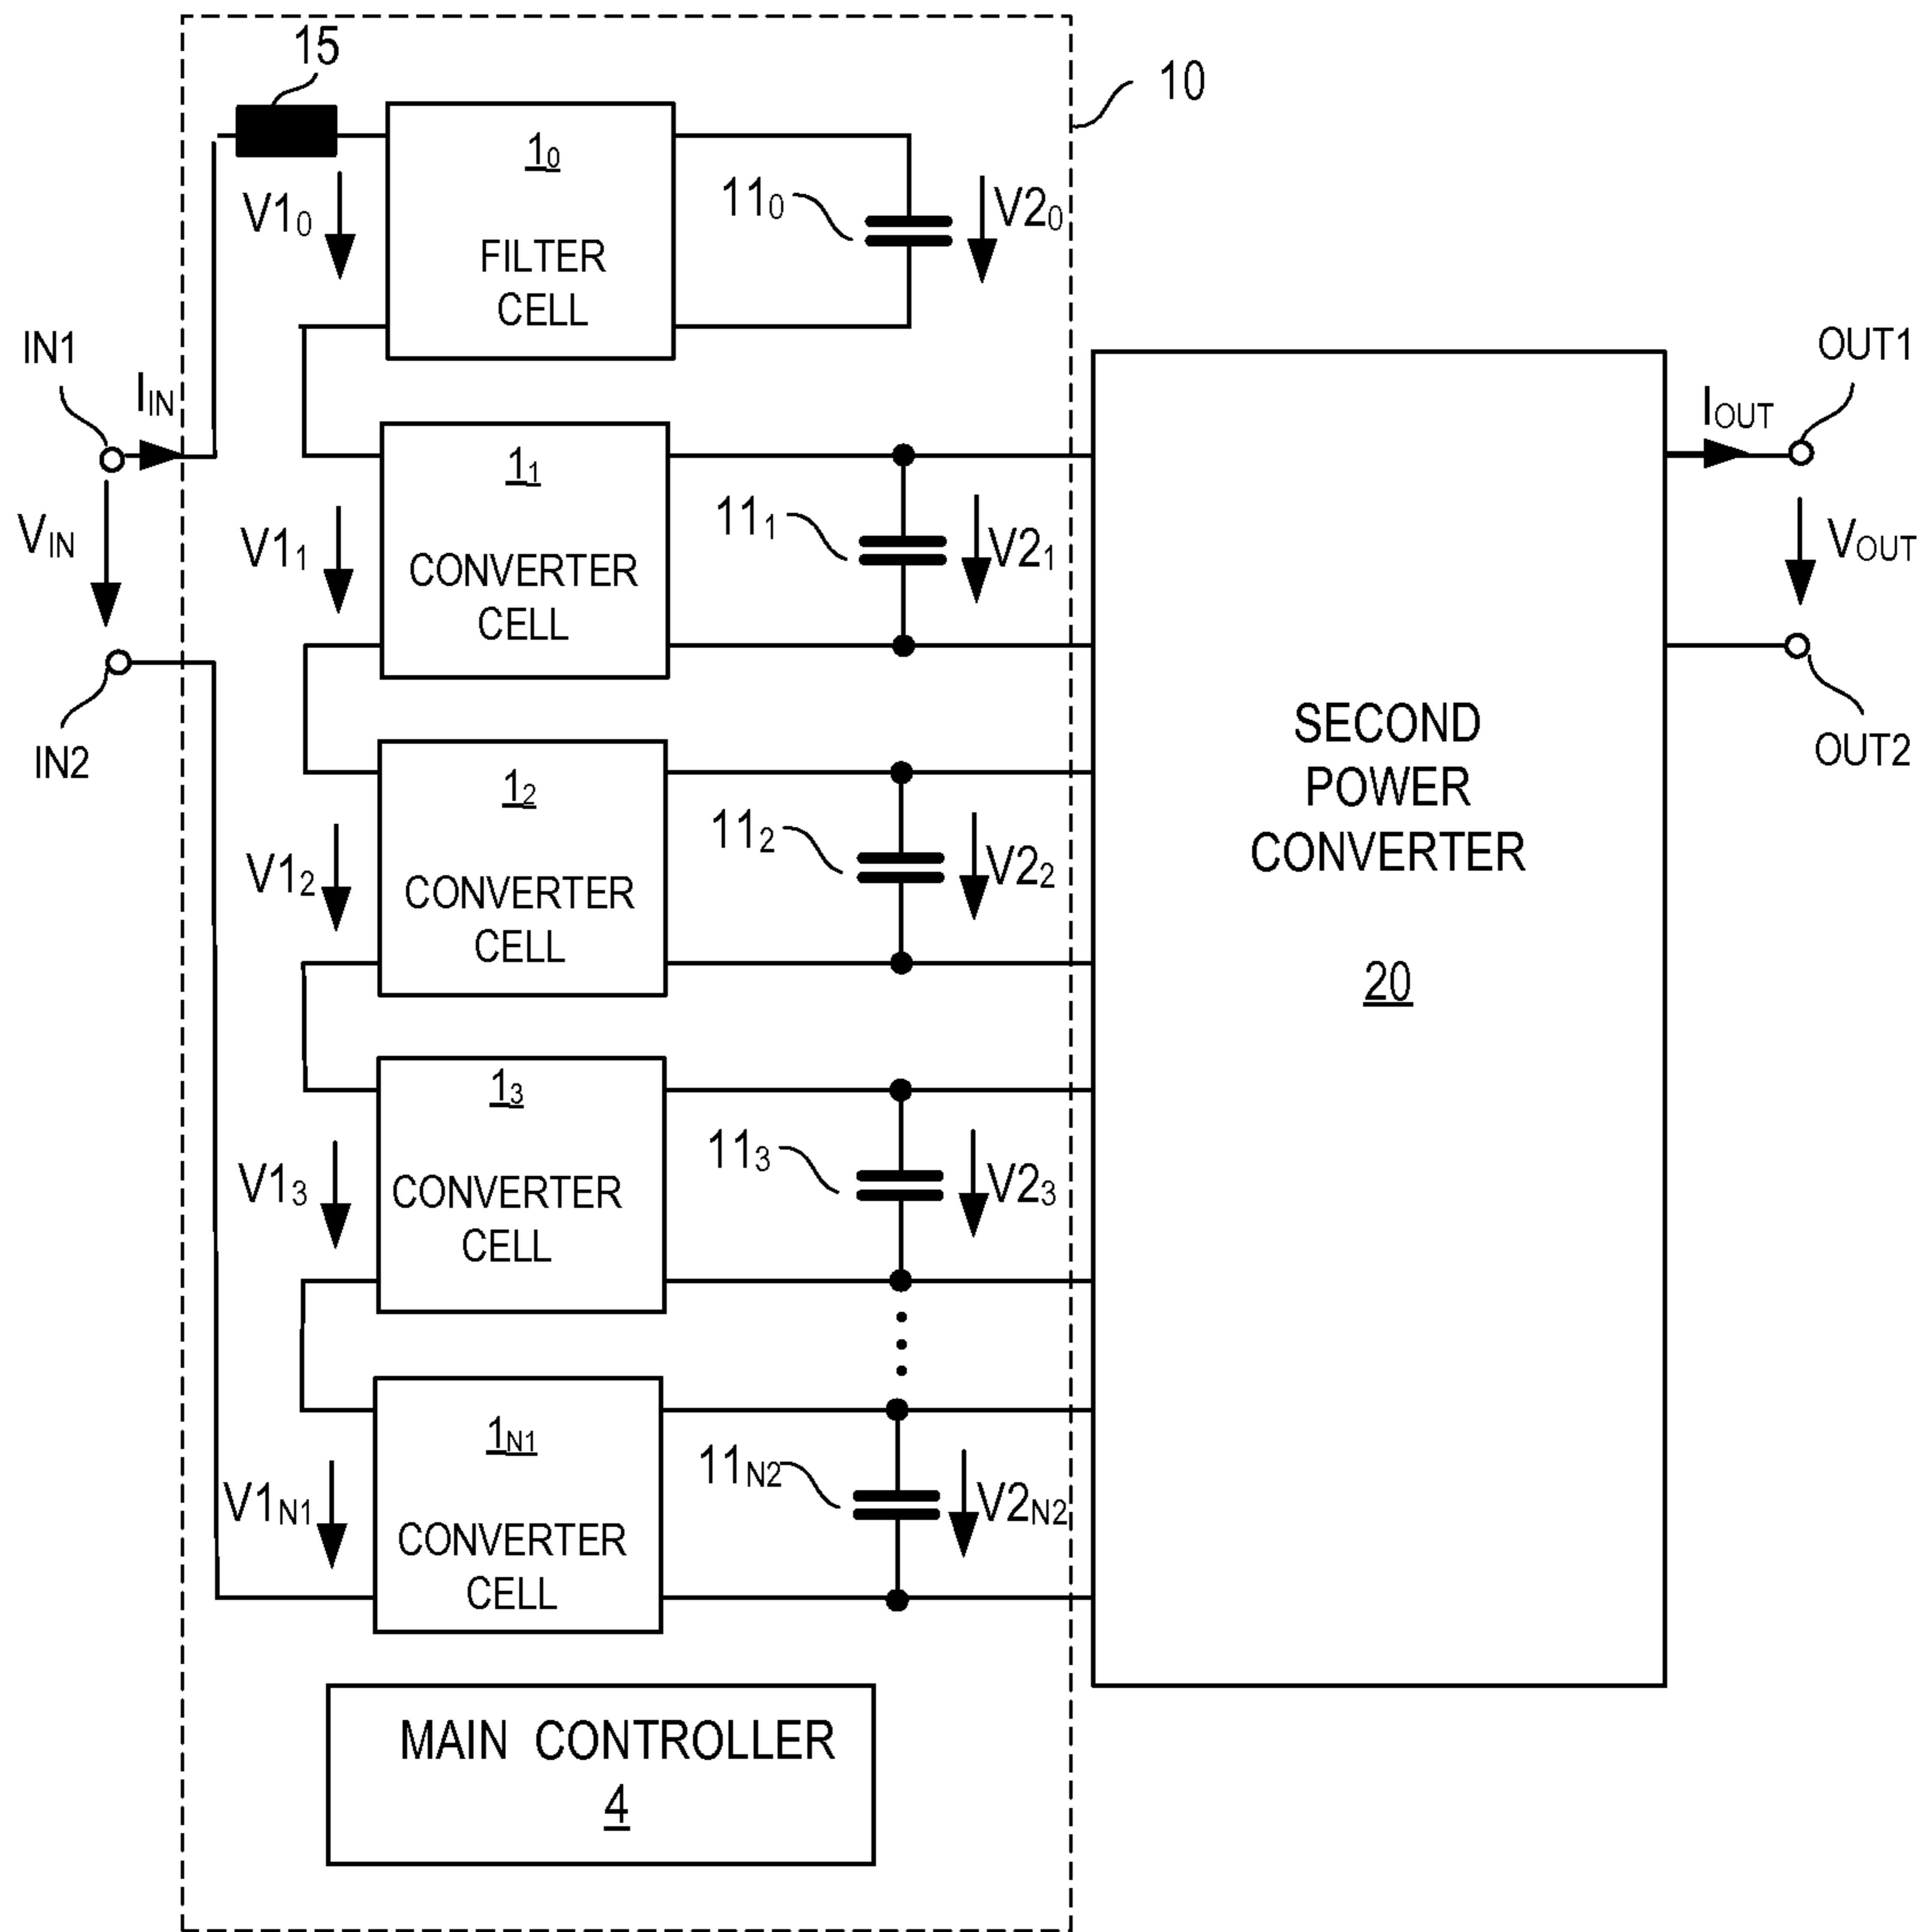 15
10
1₀
V1₀
FILTER
CELL
11₀
V2₀
IN1
I_IN
V_IN
IN2
1₁
V1₁
CONVERTER
CELL
11₁
V2₁
1₂
V1₂
CONVERTER
CELL
11₂
V2₂
1₃
V1₃
CONVERTER
CELL
11₃
V2₃
1_N1
V1_N1
CONVERTER
CELL
11_N2
V2_N2
MAIN CONTROLLER
4
SECOND
POWER
CONVERTER
20
OUT1
I_OUT
V_OUT
OUT2